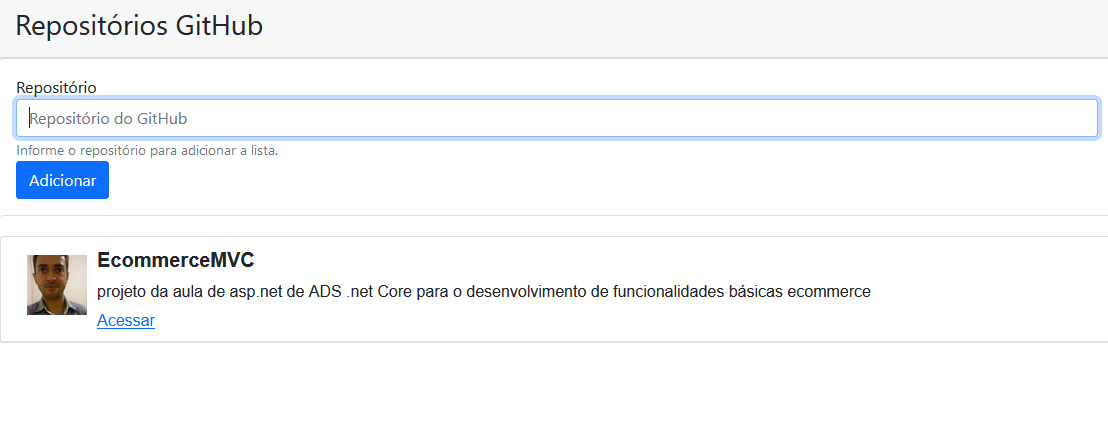 Repositórios GitHub
Repositório
Repositório do GitHub
Informe o repositório para adicionar a lista.
Adicionar
EcommerceMVC
projeto da aula de asp.net de ADS .net Core para o desenvolvimento de funcionalidades básicas ecommerce
Acessar